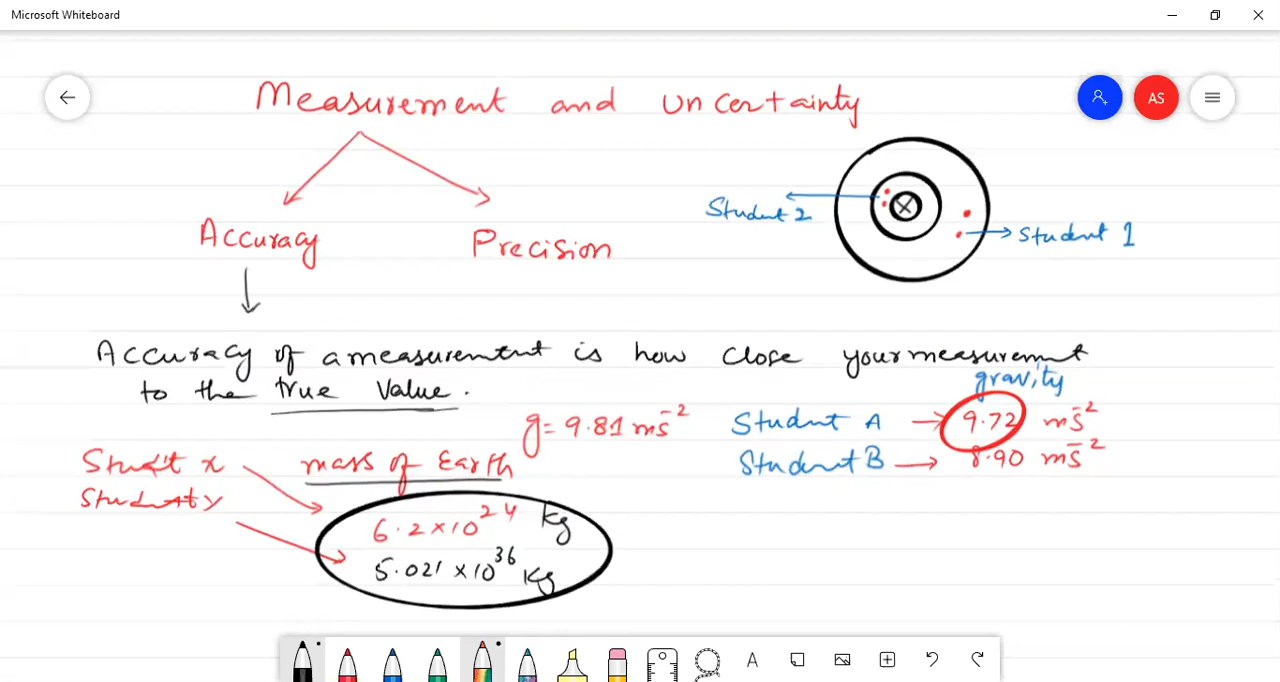 Microsoft Whiteboard
Measurement and uncertainty
AS
Student 2
Student 1
Accuracy
Precision
Accuracy of a measurement is how close your measurement
to the true value.
gravity
g = 9.81 ms⁻²
Student A → 9.72 ms⁻²
Student B → 8.90 ms⁻²
Student x
mass of Earth
Student y
6.2 × 10²⁴ kg
5.021 × 10³⁶ kg
A